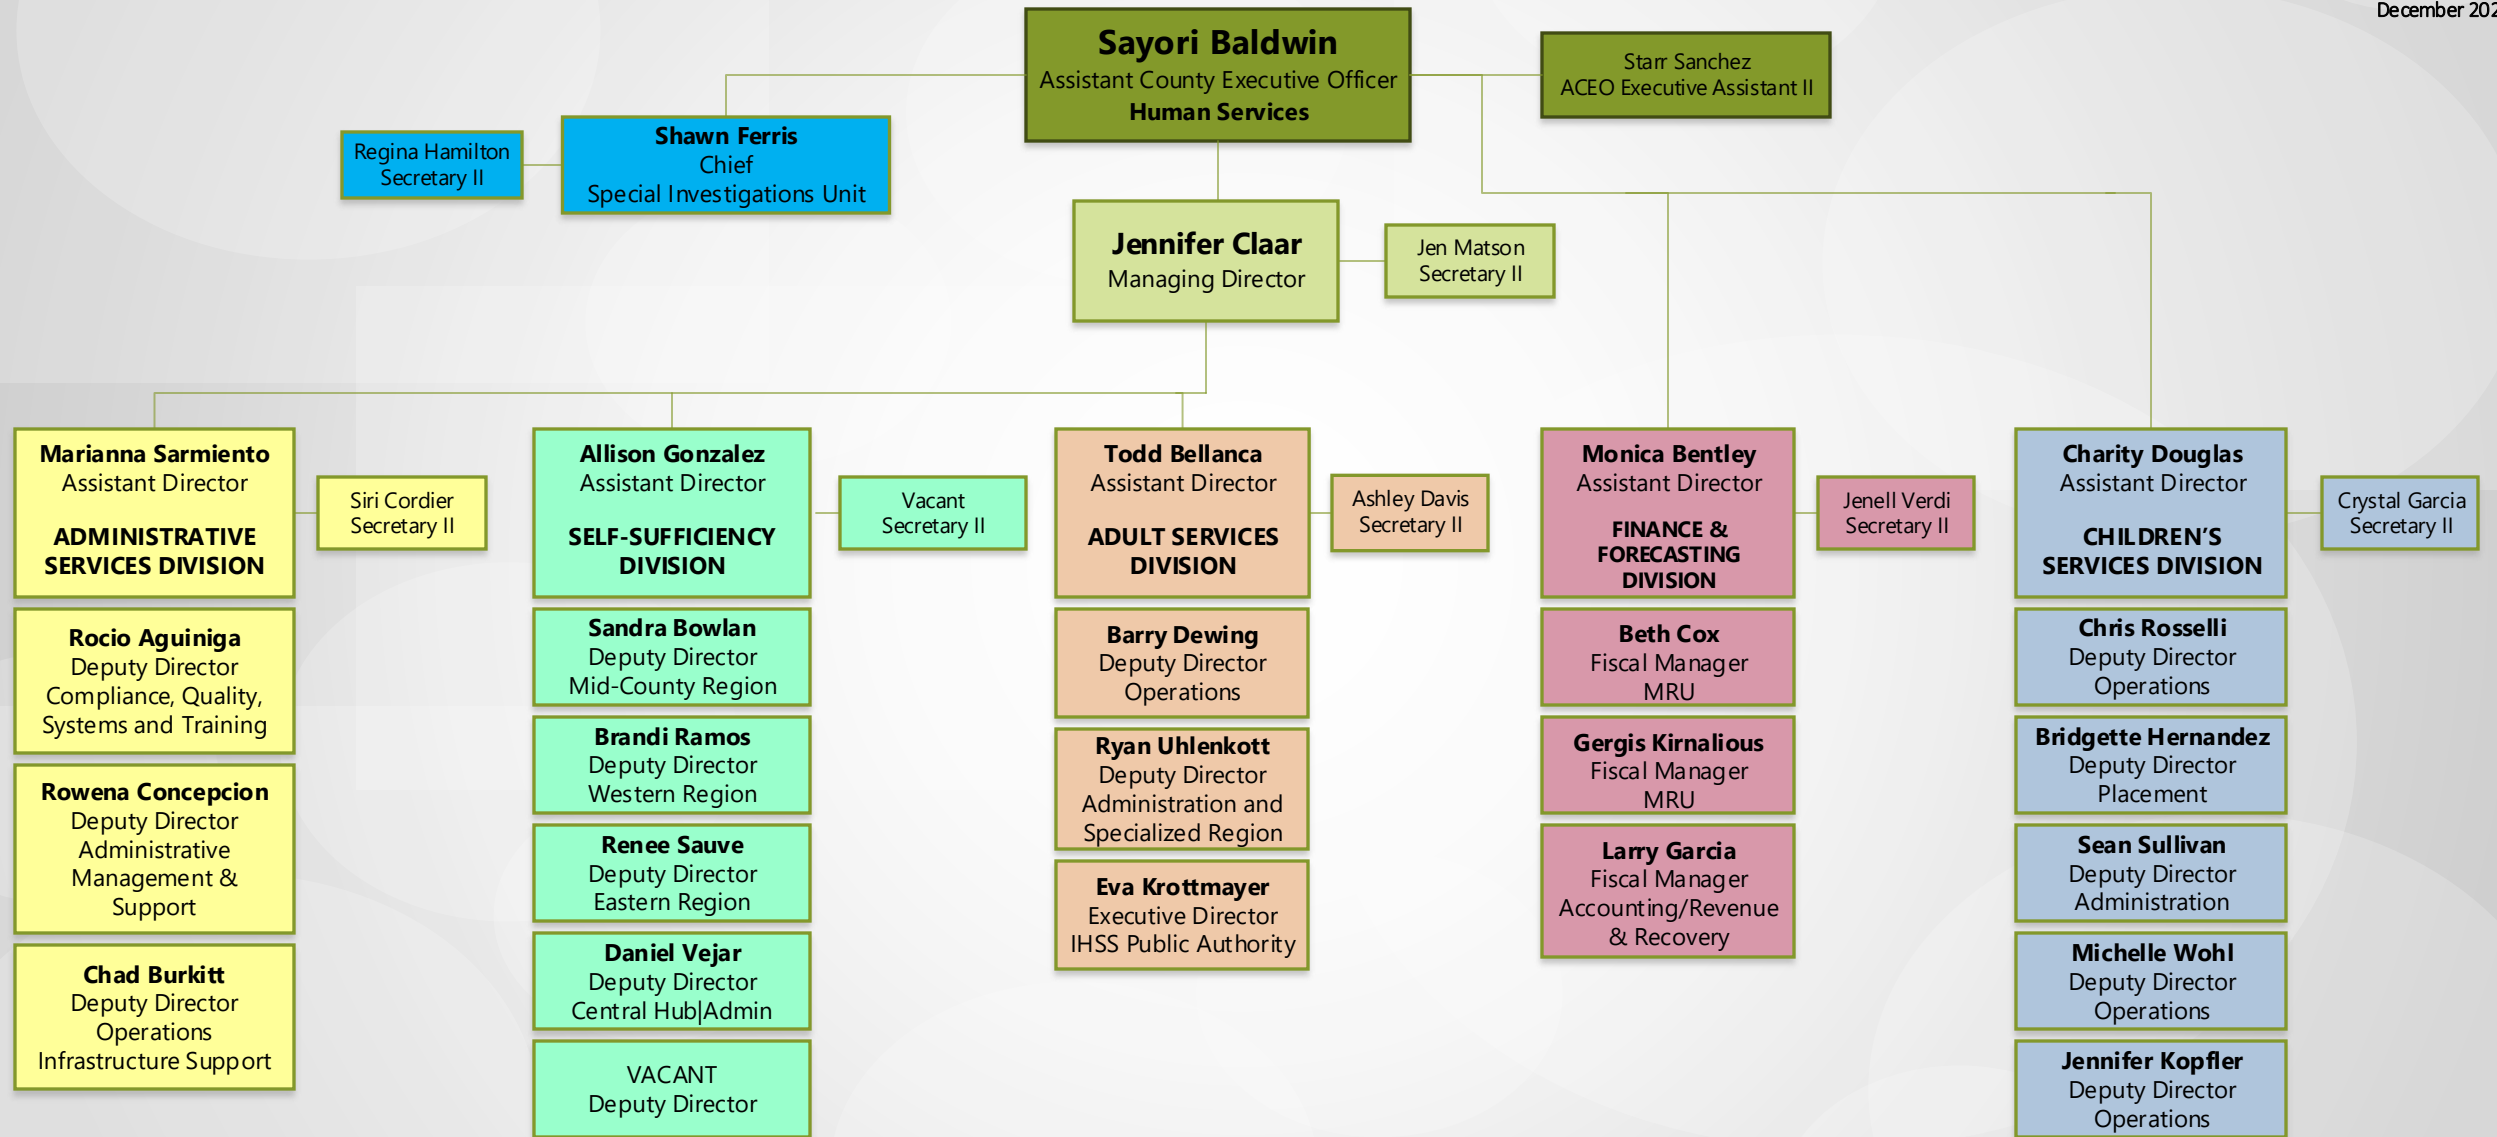 December 202
Sayori Baldwin
Assistant County Executive Officer
Human Services
Starr Sanchez
ACEO Executive Assistant II
Regina Hamilton
Secretary II
Shawn Ferris
Chief
Special Investigations Unit
Jennifer Claar
Managing Director
Jen Matson
Secretary II
Marianna Sarmiento
Assistant Director
ADMINISTRATIVE
SERVICES DIVISION
Siri Cordier
Secretary II
Rocio Aguiniga
Deputy Director
Compliance, Quality,
Systems and Training
Rowena Concepcion
Deputy Director
Administrative
Management &
Support
Chad Burkitt
Deputy Director
Operations
Infrastructure Support
Allison Gonzalez
Assistant Director
SELF-SUFFICIENCY
DIVISION
Vacant
Secretary II
Sandra Bowlan
Deputy Director
Mid-County Region
Brandi Ramos
Deputy Director
Western Region
Renee Sauve
Deputy Director
Eastern Region
Daniel Vejar
Deputy Director
Central Hub|Admin
VACANT
Deputy Director
Todd Bellanca
Assistant Director
ADULT SERVICES
DIVISION
Ashley Davis
Secretary II
Barry Dewing
Deputy Director
Operations
Ryan Uhlenkott
Deputy Director
Administration and
Specialized Region
Eva Krottmayer
Executive Director
IHSS Public Authority
Monica Bentley
Assistant Director
FINANCE &
FORECASTING
DIVISION
Jenell Verdi
Secretary II
Beth Cox
Fiscal Manager
MRU
Gergis Kirnalious
Fiscal Manager
MRU
Larry Garcia
Fiscal Manager
Accounting/Revenue
& Recovery
Charity Douglas
Assistant Director
CHILDREN’S
SERVICES DIVISION
Crystal Garcia
Secretary II
Chris Rosselli
Deputy Director
Operations
Bridgette Hernandez
Deputy Director
Placement
Sean Sullivan
Deputy Director
Administration
Michelle Wohl
Deputy Director
Operations
Jennifer Kopfler
Deputy Director
Operations